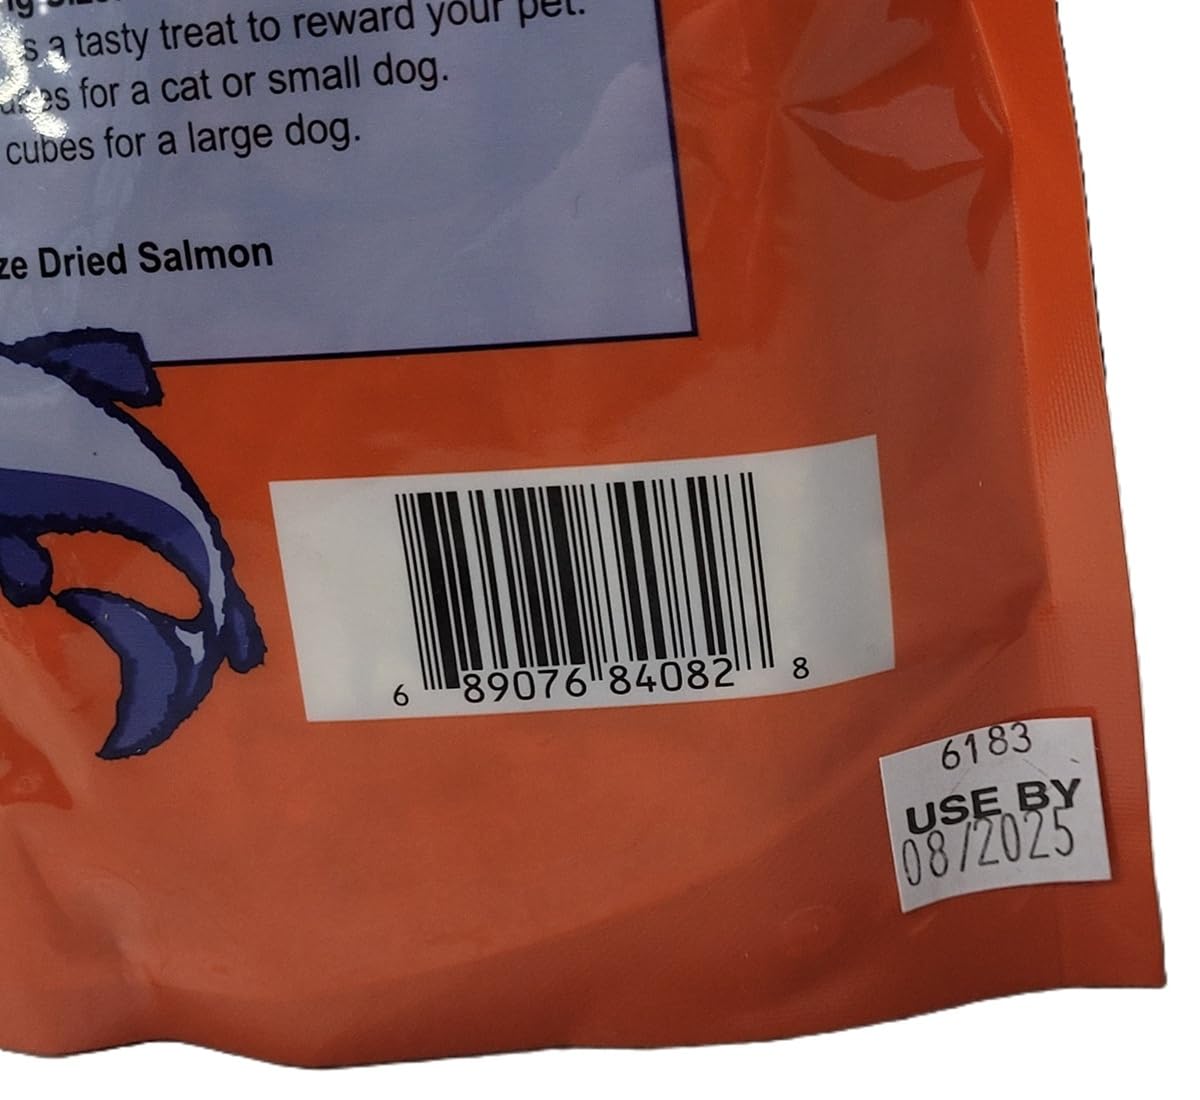 a tasty treat to reward your pet.
for a cat or small dog.
cubes for a large dog.
ze Dried Salmon
6 89076 84082 8
6183
USE BY
08/2025